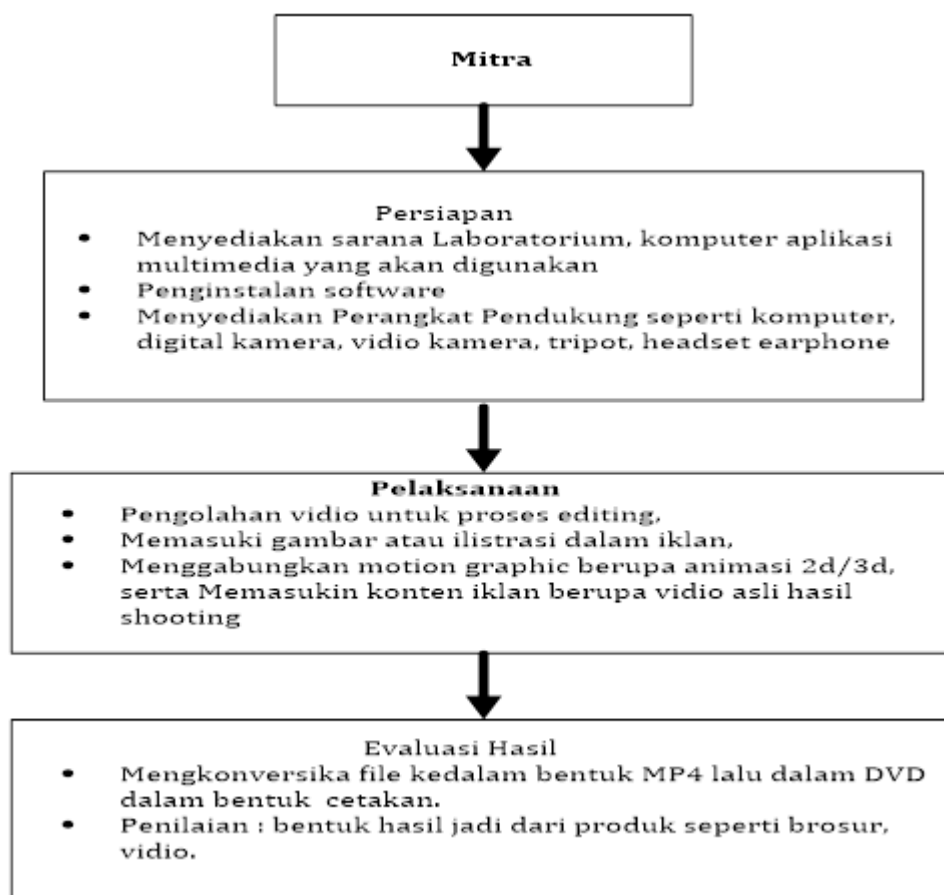 Mitra
Persiapan
• Menyediakan sarana Laboratorium, komputer aplikasi
multimedia yang akan digunakan
• Penginstalan software
• Menyediakan Perangkat Pendukung seperti komputer,
digital kamera, vidio kamera, tripot, headset earphone
Pelaksanaan
• Pengolahan vidio untuk proses editing,
• Memasuki gambar atau ilistrasi dalam iklan,
• Menggabungkan motion graphic berupa animasi 2d/3d,
serta Memasukin konten iklan berupa vidio asli hasil
shooting
Evaluasi Hasil
• Mengkonversika file kedalam bentuk MP4 lalu dalam DVD
dalam bentuk cetakan.
• Penilaian : bentuk hasil jadi dari produk seperti brosur,
vidio.